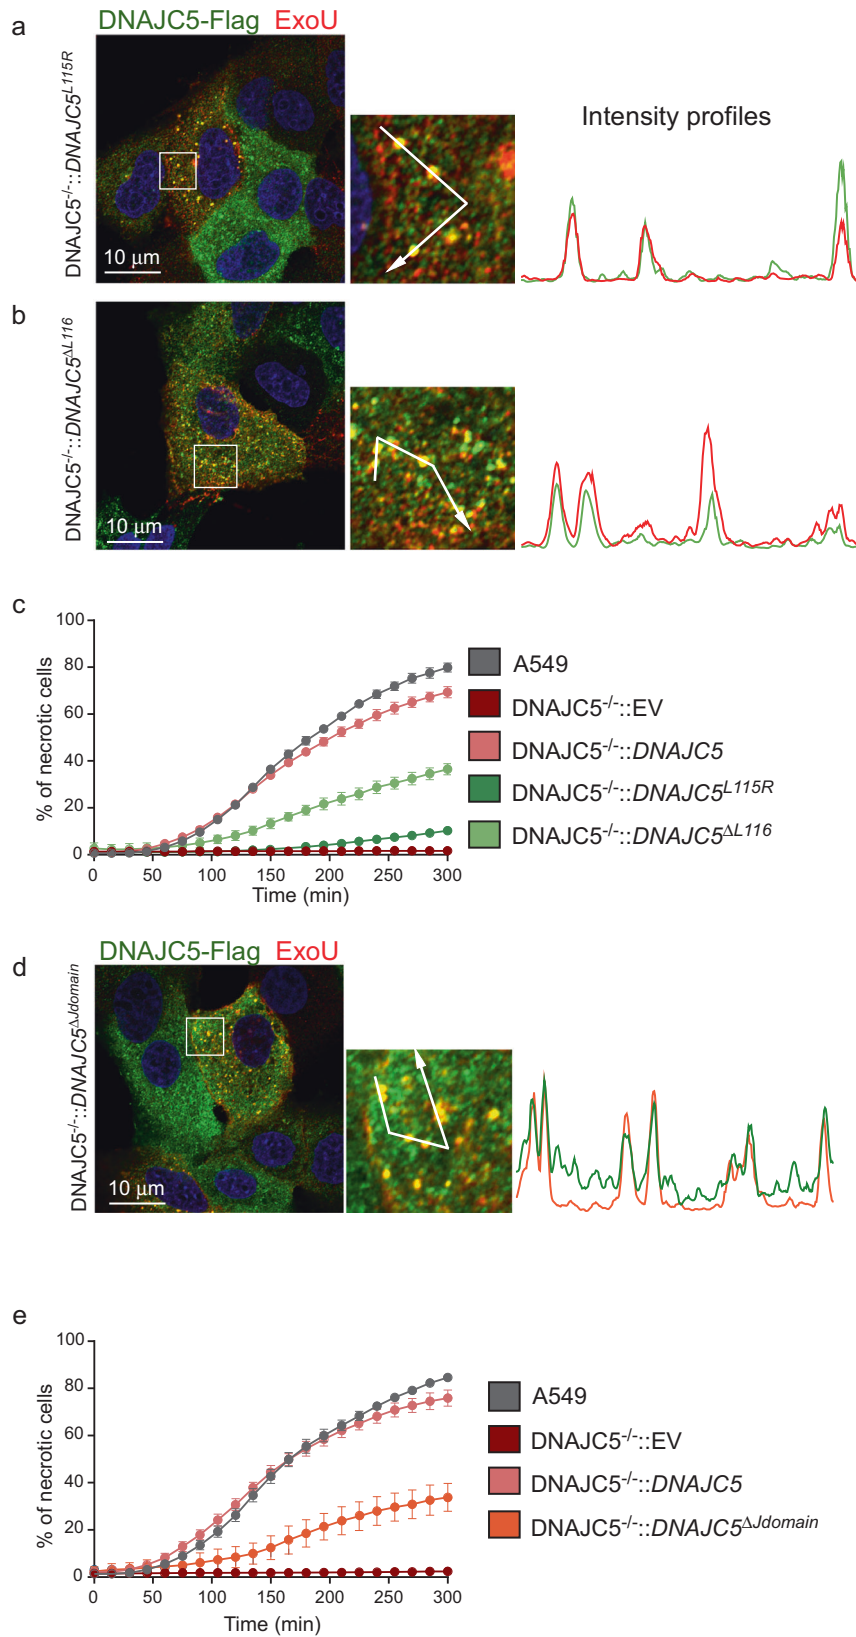 a
DNAJC5-Flag ExoU
DNAJC5-/-::DNAJC5L115R
10 μm
Intensity profiles
b
DNAJC5-/-::DNAJC5ΔL116
10 μm
c
100
80
60
40
20
0
% of necrotic cells
0 50 100 150 200 250 300
Time (min)
A549
DNAJC5-/-::EV
DNAJC5-/-::DNAJC5
DNAJC5-/-::DNAJC5L115R
DNAJC5-/-::DNAJC5ΔL116
d
DNAJC5-Flag ExoU
DNAJC5-/-::DNAJC5ΔJdomain
10 μm
e
100
80
60
40
20
0
% of necrotic cells
0 50 100 150 200 250 300
Time (min)
A549
DNAJC5-/-::EV
DNAJC5-/-::DNAJC5
DNAJC5-/-::DNAJC5ΔJdomain